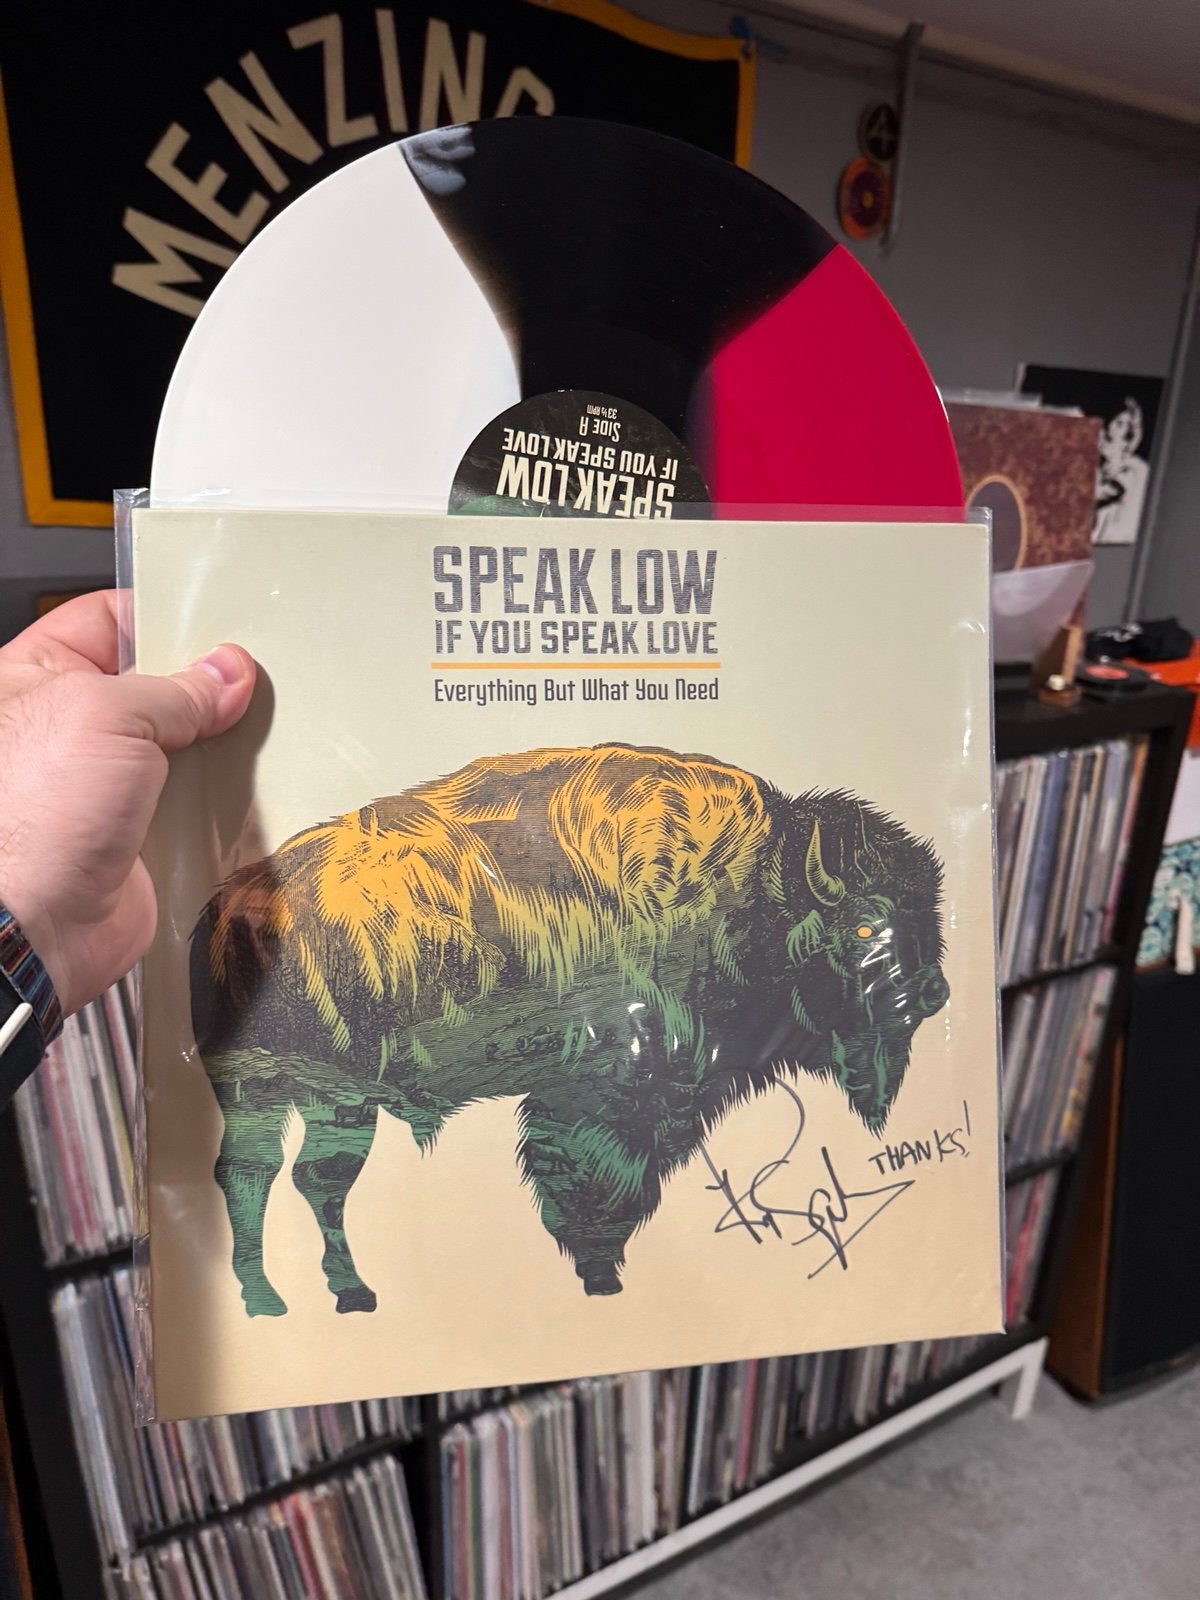 MENZING
33⅓ RPM
SIDE A
IF YOU SPEAK LOVE
SPEAK LOW
SPEAK LOW
IF YOU SPEAK LOVE
Everything But What You Need
THANKS!